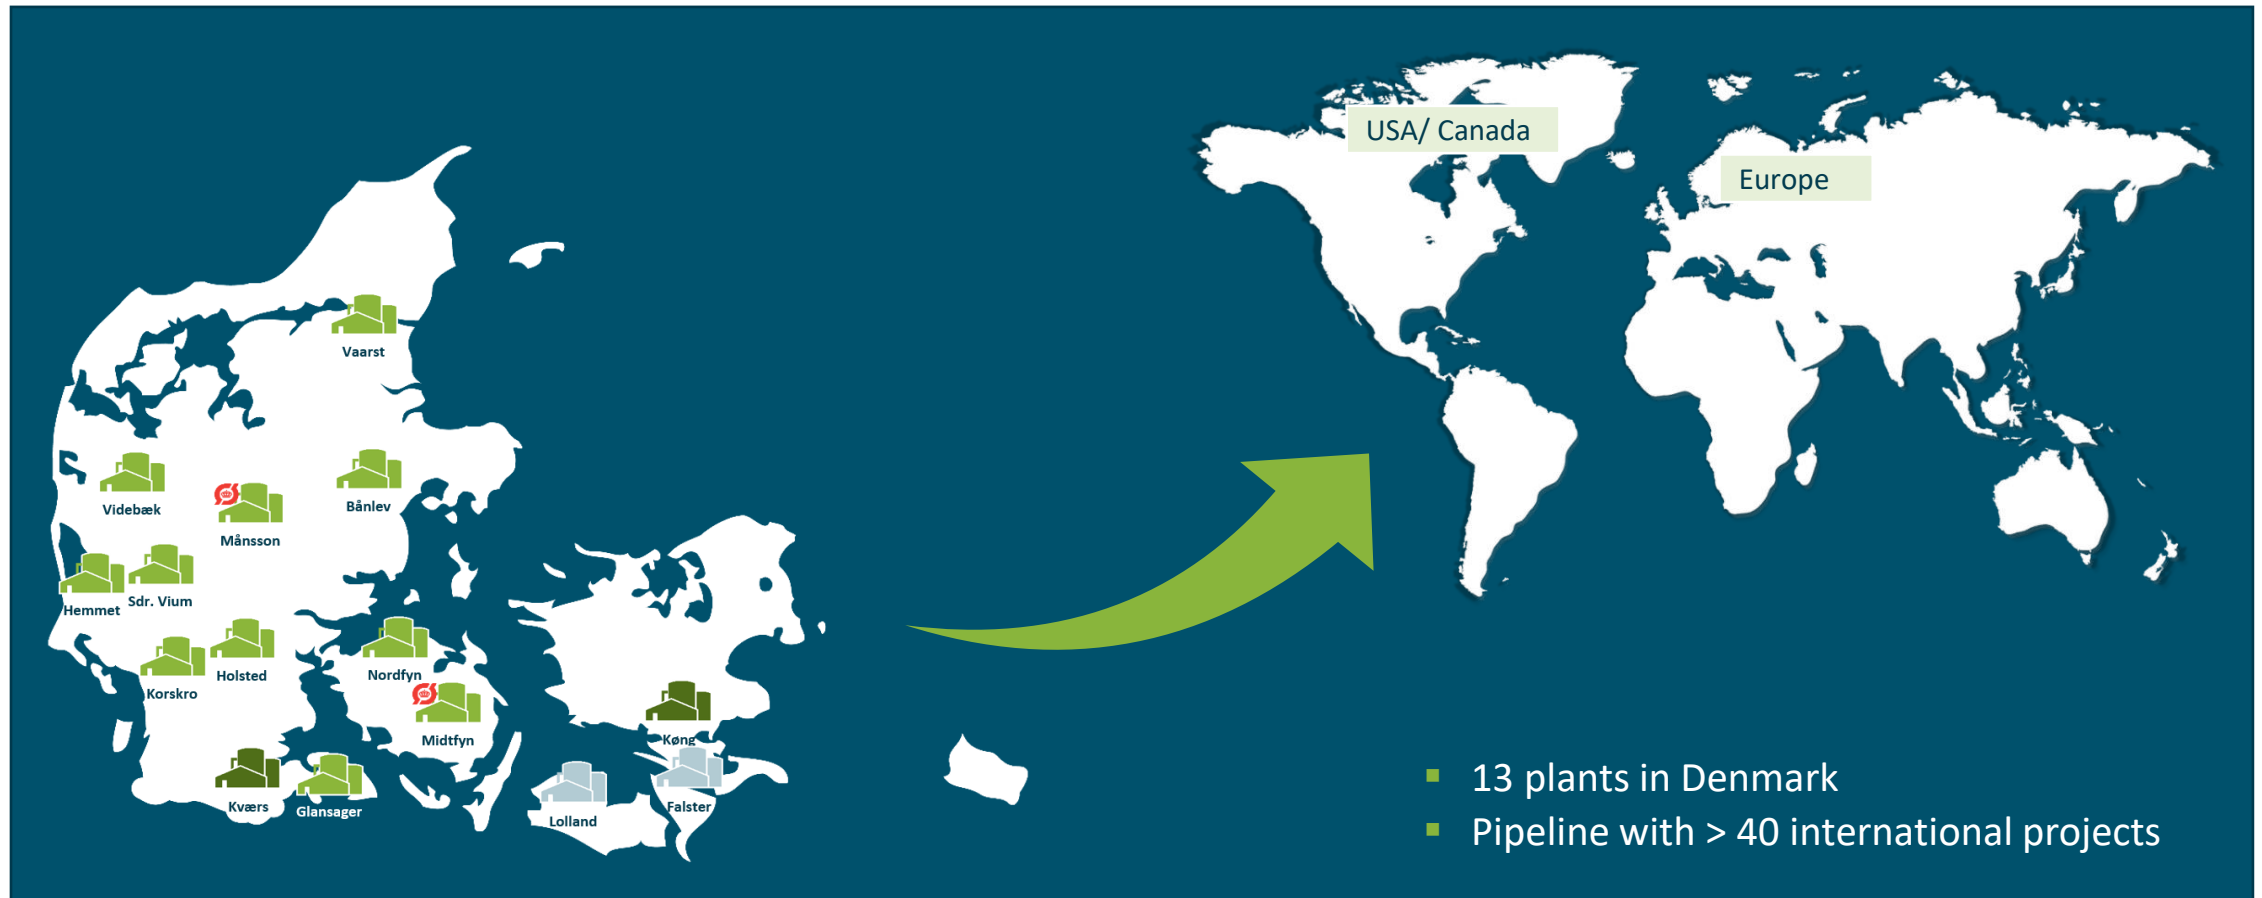 USA/ Canada
Europe
Vaarst
Videbæk
Månsson
Bånlev
Hemmet
Sdr. Vium
Korskro
Holsted
Nordfyn
Midtfyn
Køng
Kværs
Glansager
Lolland
Falster
13 plants in Denmark
Pipeline with > 40 international projects